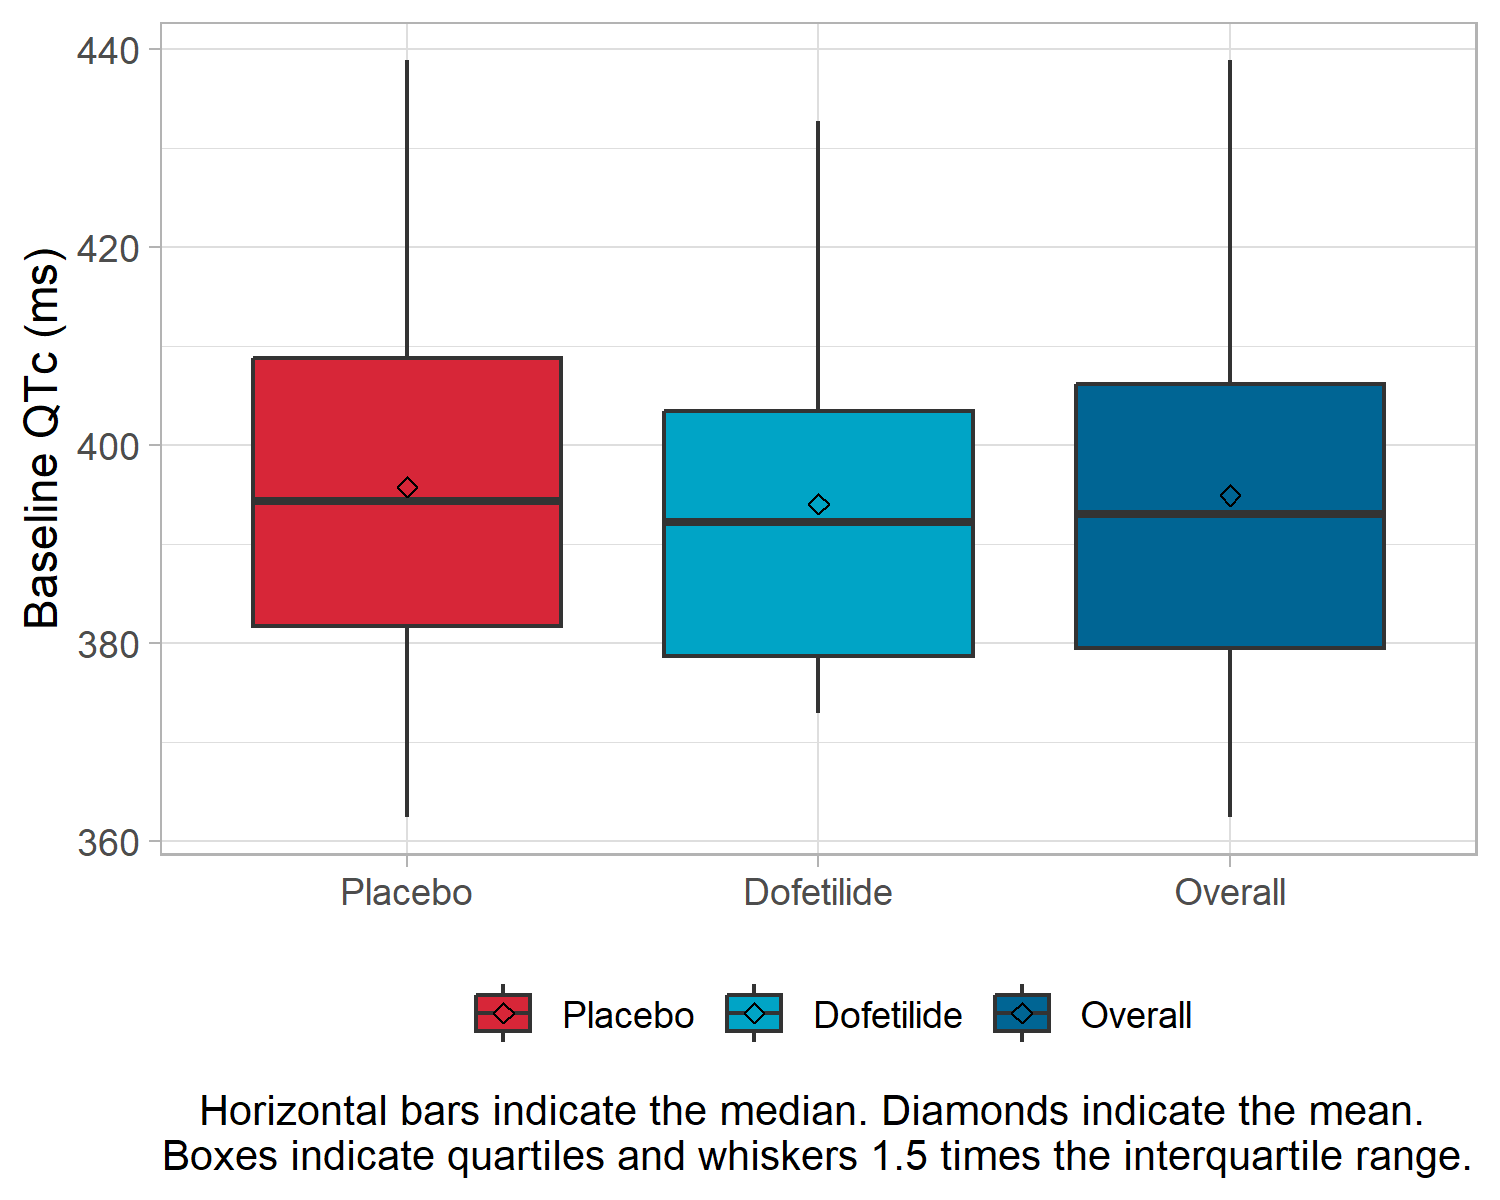 Baseline QTc (ms)
440
420
400
380
360
Placebo Dofetilide Overall
Placebo Dofetilide Overall
Horizontal bars indicate the median. Diamonds indicate the mean.
Boxes indicate quartiles and whiskers 1.5 times the interquartile range.